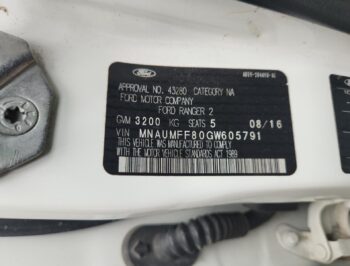 Ford
APPROVAL NO. 43280 CATEGORY NA
FORD MOTOR COMPANY
FORD RANGER 2
GVM 3200 KG SEATS 5 08/16
VIN MNAUMFF80GW605791
THIS VEHICLE WAS MANUFACTURED TO COMPLY
WITH THE MOTOR VEHICLE STANDARDS ACT 1989